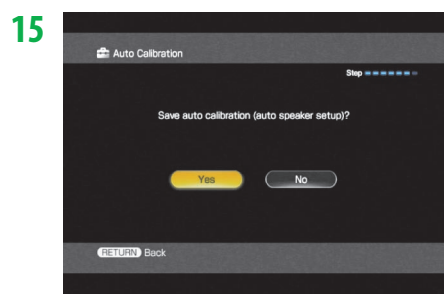 15
Auto Calibration
Step
Save auto calibration (auto speaker setup)?
Yes
No
RETURN Back